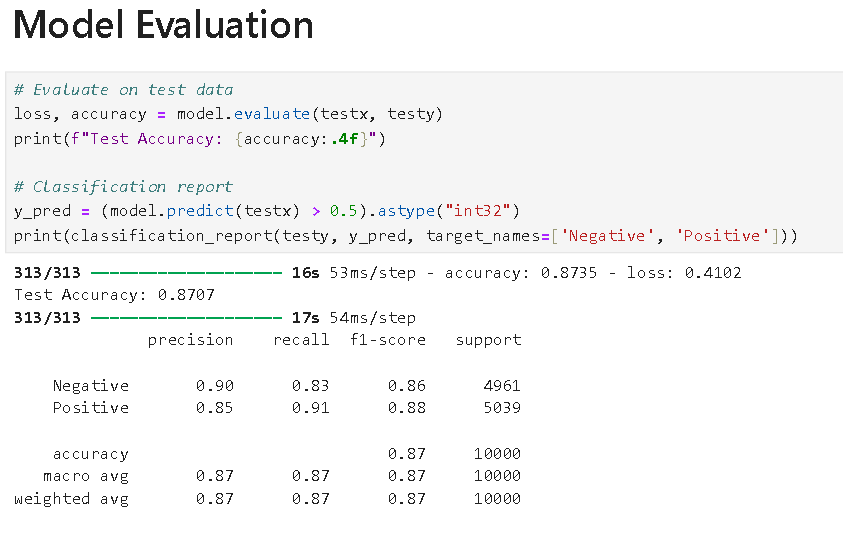 Model Evaluation
# Evaluate on test data
loss, accuracy = model.evaluate(testx, testy)
print(f"Test Accuracy: {accuracy:.4f}")
# Classification report
y_pred = (model.predict(testx) > 0.5).astype("int32")
print(classification_report(testy, y_pred, target_names=['Negative', 'Positive']))
313/313 ━━━━━━━━━━━━━━━━━━━━ 16s 53ms/step - accuracy: 0.8735 - loss: 0.4102
Test Accuracy: 0.8707
313/313 ━━━━━━━━━━━━━━━━━━━━ 17s 54ms/step
precision recall f1-score support
Negative 0.90 0.83 0.86 4961
Positive 0.85 0.91 0.88 5039
accuracy 0.87 10000
macro avg 0.87 0.87 0.87 10000
weighted avg 0.87 0.87 0.87 10000